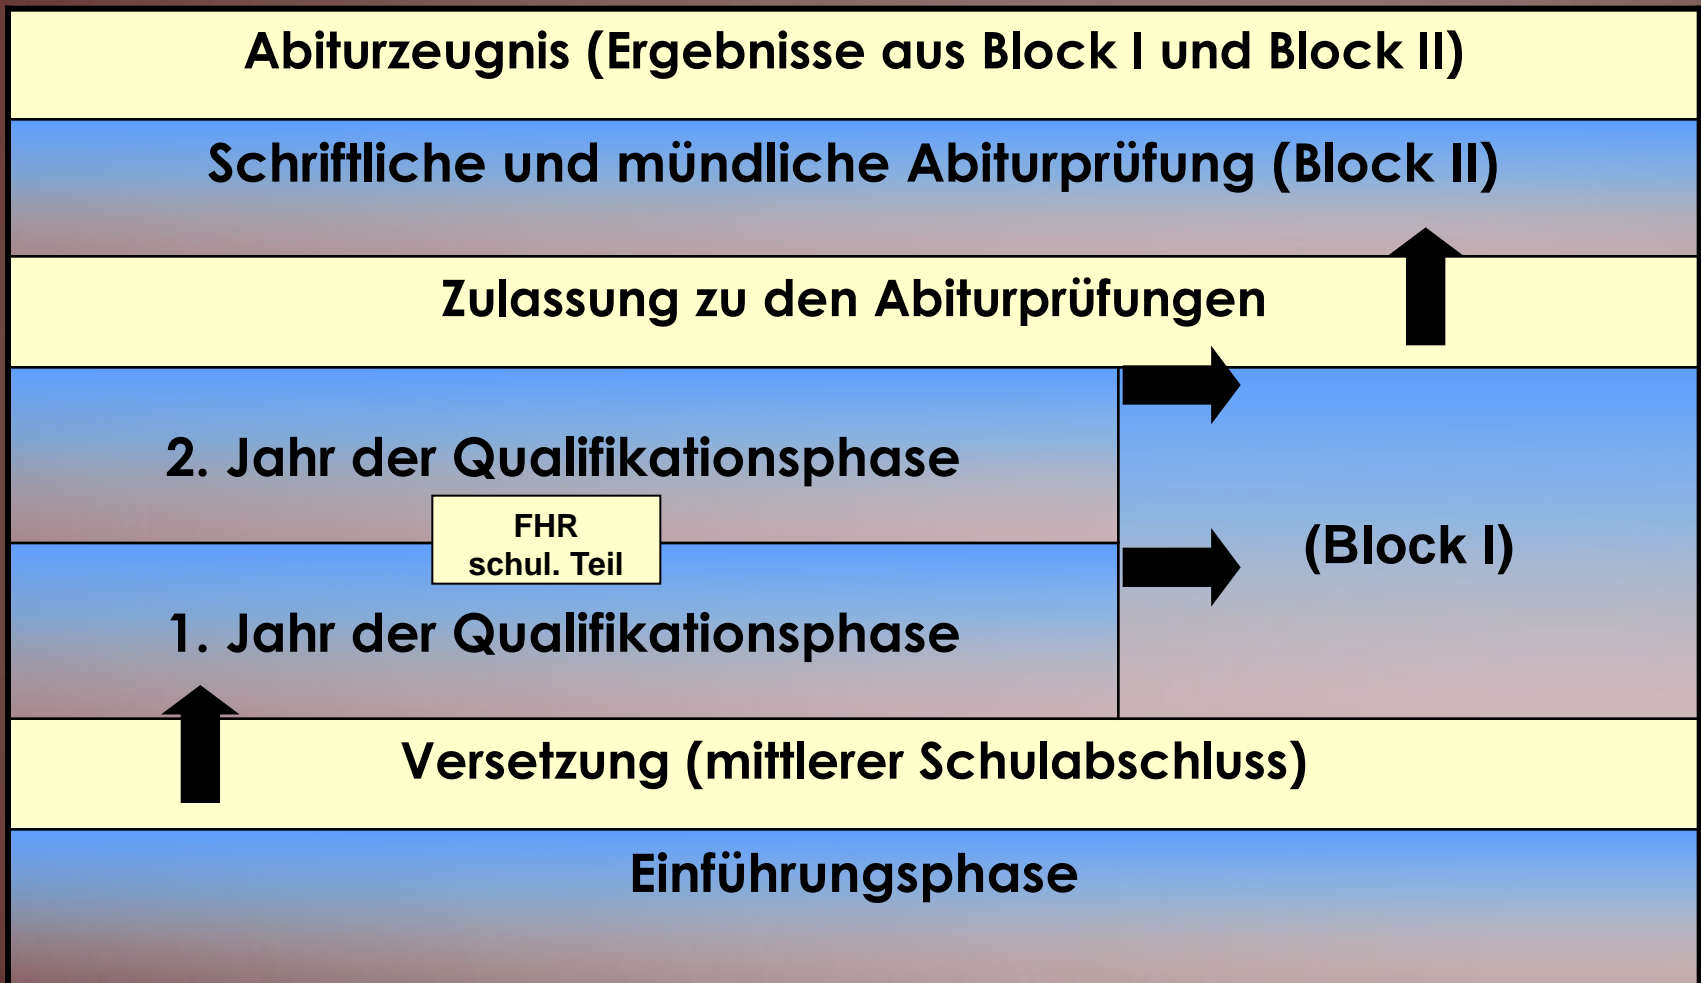 Abiturzeugnis (Ergebnisse aus Block I und Block II)
Schriftliche und mündliche Abiturprüfung (Block II)
Zulassung zu den Abiturprüfungen
2. Jahr der Qualifikationsphase
FHR
schul. Teil
(Block I)
1. Jahr der Qualifikationsphase
Versetzung (mittlerer Schulabschluss)
Einführungsphase